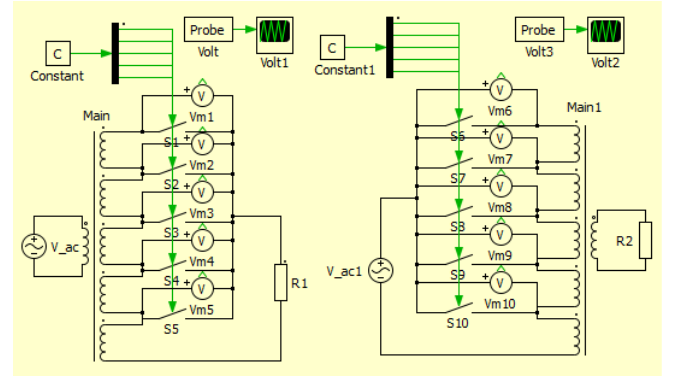 C
Constant
Probe
Volt
Volt1
C
Constant1
Probe
Volt3
Volt2
Main
V
Vm1
S1
V
Vm2
S2
V
Vm3
S3
V
Vm4
S4
V
Vm5
S5
V_ac
R1
V
Vm6
S6
V
Vm7
S7
V
Vm8
S8
V
Vm9
S9
V
Vm10
S10
V_ac1
Main1
R2